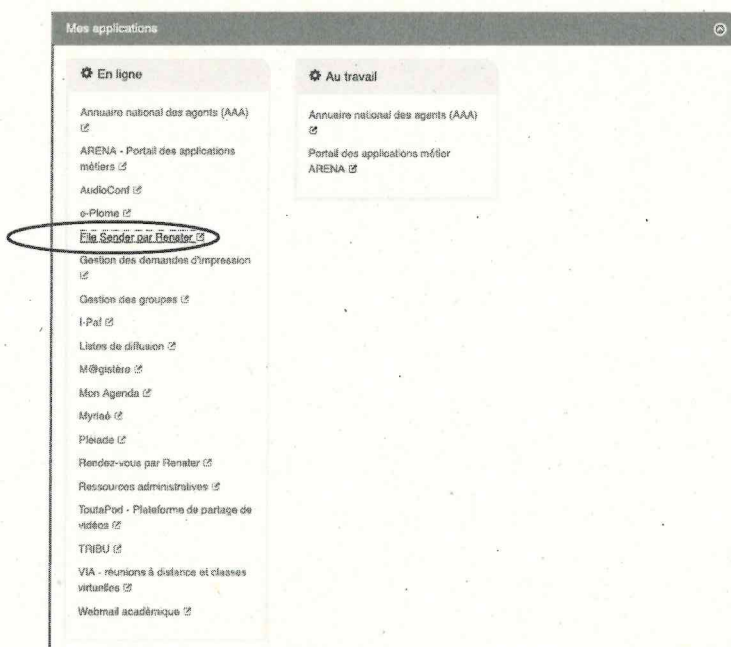 Mes applications
En ligne
Annuaire national des agents (AAA)
ARENA - Portail des applications
métiers
AudioConf
e-Plome
File Sender par Renater
Gestion des demandes d'impression
Gestion des groupes
I-Paf
Listes de diffusion
M@gistère
Mon Agenda
Myriaé
Pleiade
Rendez-vous par Renater
Ressources administratives
ToutaPod - Plateforme de partage de
vidéos
TRIBU
VIA - réunions à distance et classes
virtuelles
Webmail académique
Au travail
Annuaire national des agents (AAA)
Portail des applications métier
ARENA